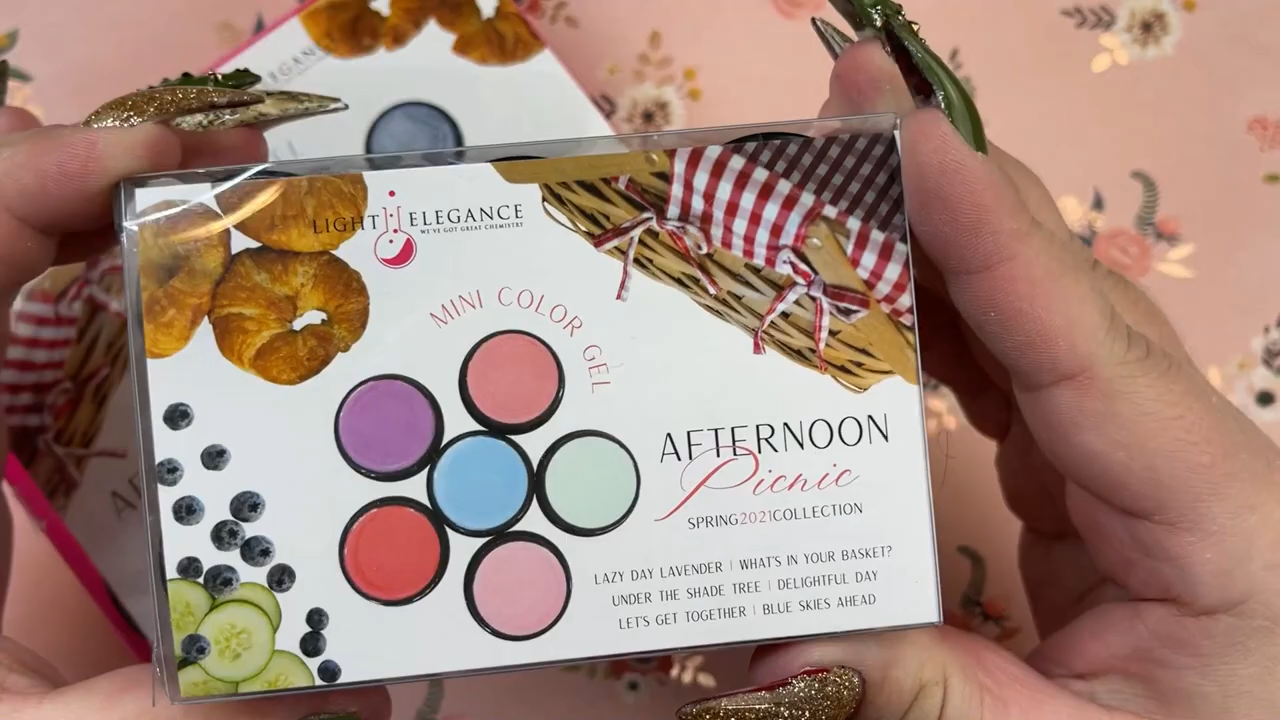 LIGHT ELEGANCE
WE'VE GOT GREAT CHEMISTRY
MINI COLOR GEL
AFTERNOON
Picnic
SPRING2021COLLECTION
LAZY DAY LAVENDER | WHAT'S IN YOUR BASKET?
UNDER THE SHADE TREE | DELIGHTFUL DAY
LET'S GET TOGETHER | BLUE SKIES AHEAD